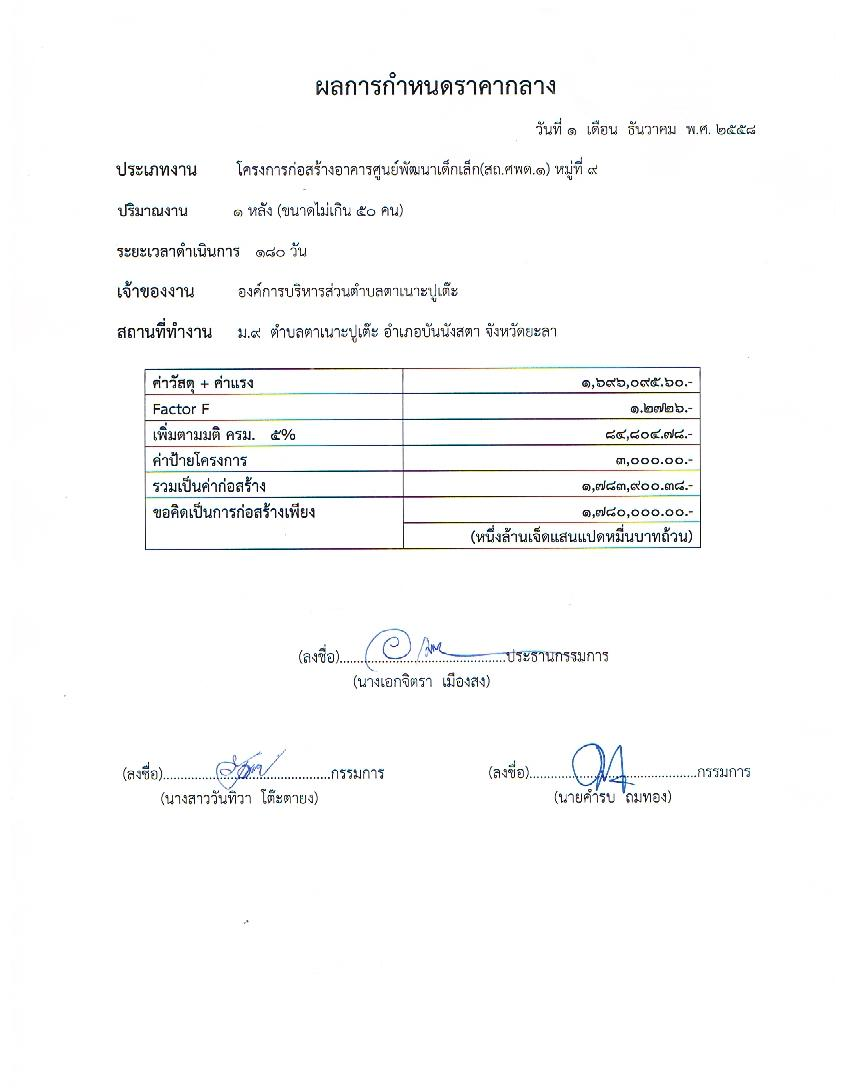 ผลการกำหนดราคากลาง
วันที่ ๑ เดือน ธันวาคม พ.ศ. ๒๕๕๘
ประเภทงาน โครงการก่อสร้างอาคารศูนย์พัฒนาเด็กเล็ก(สถ.ศพด.๑) หมู่ที่ ๙
ปริมาณงาน ๑ หลัง (ขนาดไม่เกิน ๕๐ คน)
ระยะเวลาดำเนินการ ๑๘๐ วัน
เจ้าของงาน องค์การบริหารส่วนตำบลตาเนาะปูเต๊ะ
สถานที่ทำงาน ม.๙ ตำบลตาเนาะปูเต๊ะ อำเภอบันนังสตา จังหวัดยะลา
ค่าวัสดุ + ค่าแรง ๑,๖๙๖,๐๙๕.๖๐.-
Factor F ๑.๒๗๒๖.-
เพิ่มตามมติ ครม. ๕% ๘๔,๘๐๔.๗๘.-
ค่าป้ายโครงการ ๓,๐๐๐.๐๐.-
รวมเป็นค่าก่อสร้าง ๑,๗๘๓,๙๐๐.๓๘.-
ขอคิดเป็นการก่อสร้างเพียง ๑,๗๘๐,๐๐๐.๐๐.-
(หนึ่งล้านเจ็ดแสนแปดหมื่นบาทถ้วน)
(ลงชื่อ)........................................ประธานกรรมการ
(นางเอกจิตรา เมืองสง)
(ลงชื่อ)........................................กรรมการ (ลงชื่อ)........................................กรรมการ
(นางสาววันทิวา โต๊ะตายง) (นายคำรบ ถมทอง)